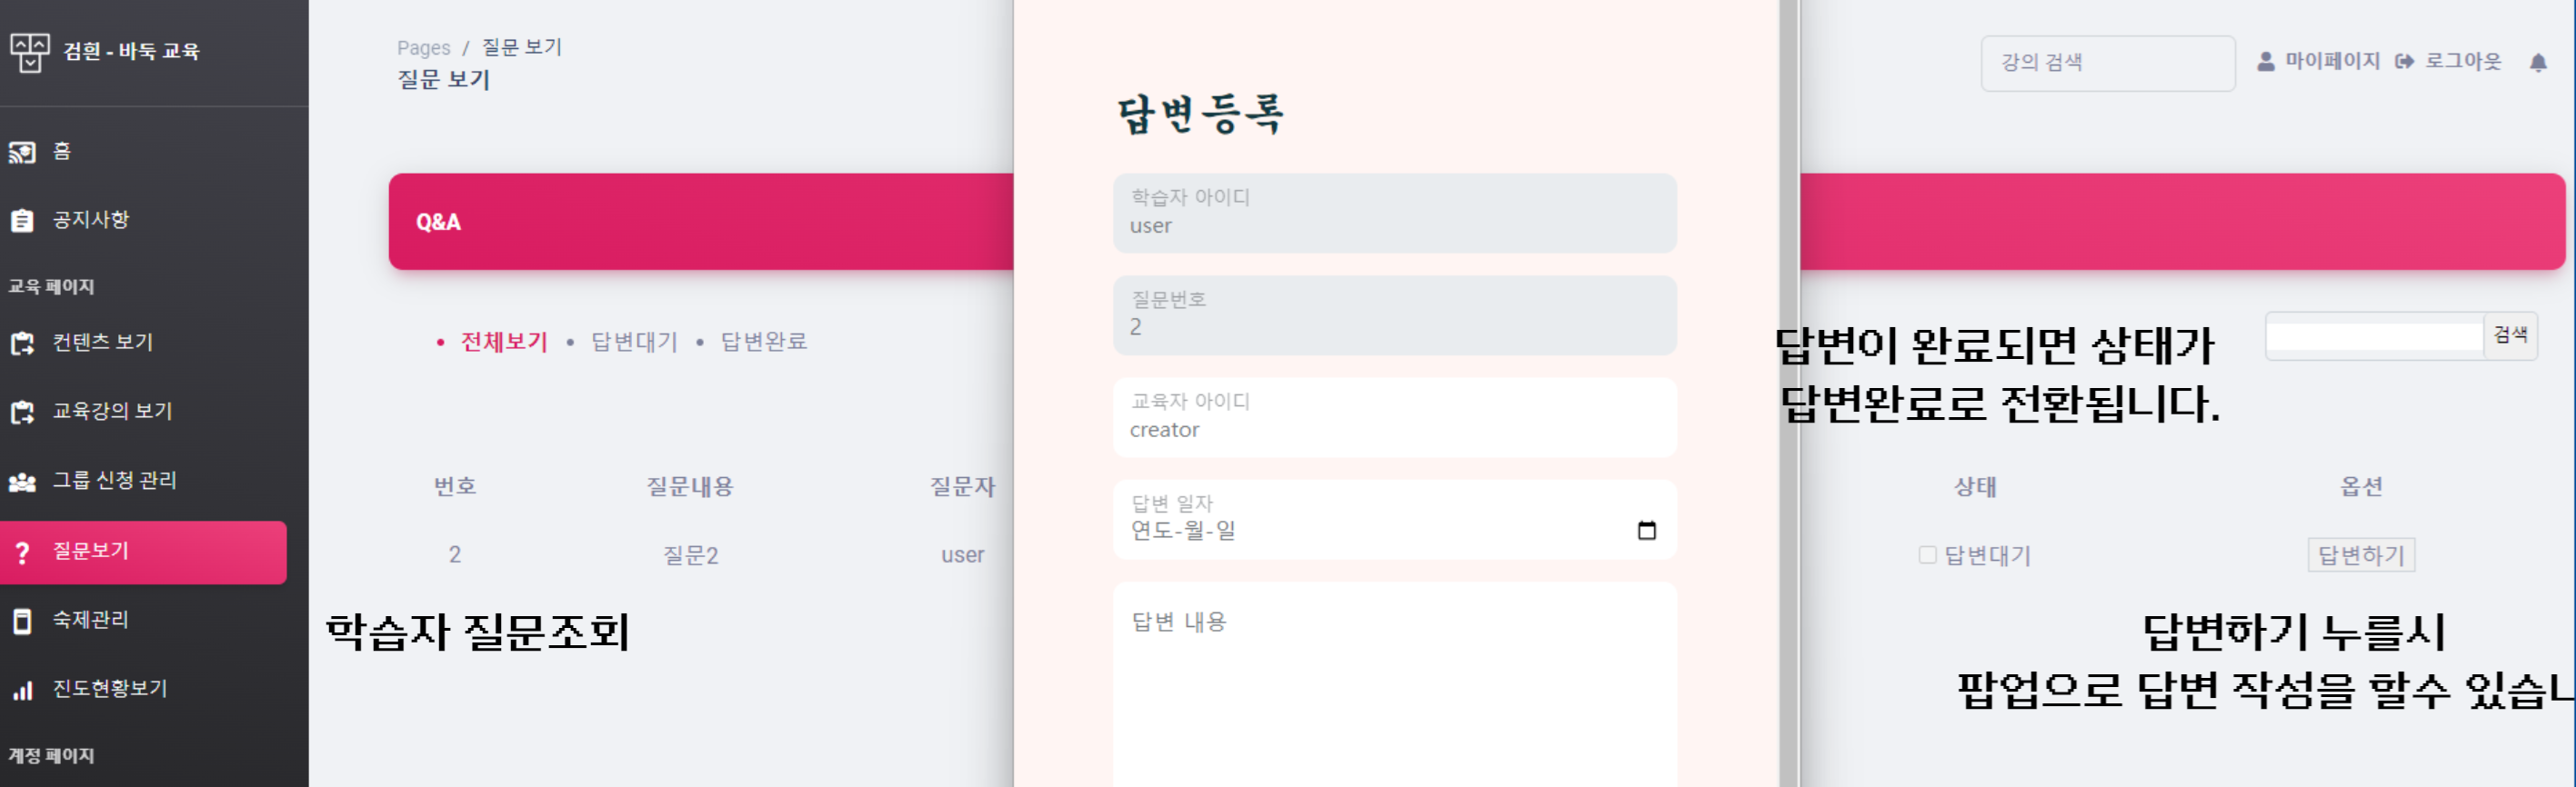 검흰 - 바둑 교육
홈
공지사항
교육 페이지
컨텐츠 보기
교육강의 보기
그룹 신청 관리
질문보기
숙제관리
진도현황보기
계정 페이지
Pages / 질문 보기
질문 보기
강의 검색
마이페이지
로그아웃
Q&A
전체보기
답변대기
답변완료
검색
번호
질문내용
질문자
상태
옵션
2
질문2
user
답변대기
답변하기
학습자 질문조회
답변등록
학습자 아이디
user
질문번호
2
교육자 아이디
creator
답변 일자
연도-월-일
답변 내용
답변이 완료되면 상태가
답변완료로 전환됩니다.
답변하기 누를시
팝업으로 답변 작성을 할수